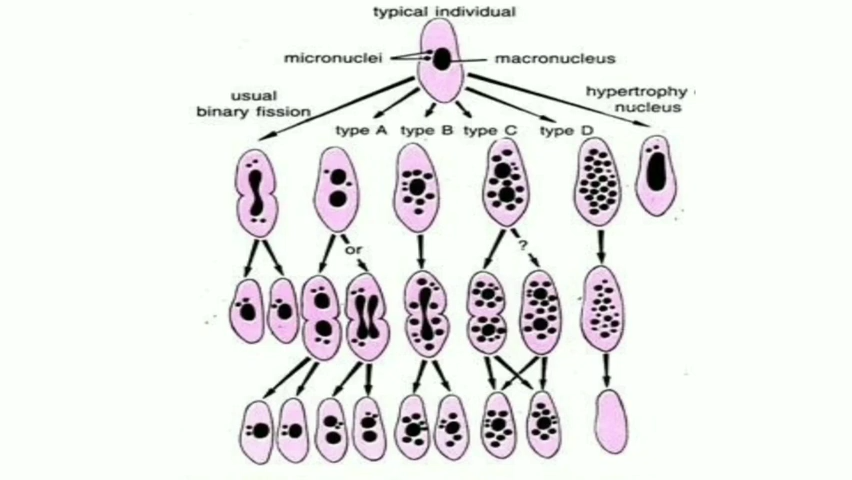 typical individual
micronuclei
macronucleus
usual
binary fission
hypertrophy
nucleus
type A type B type C type D
or
?